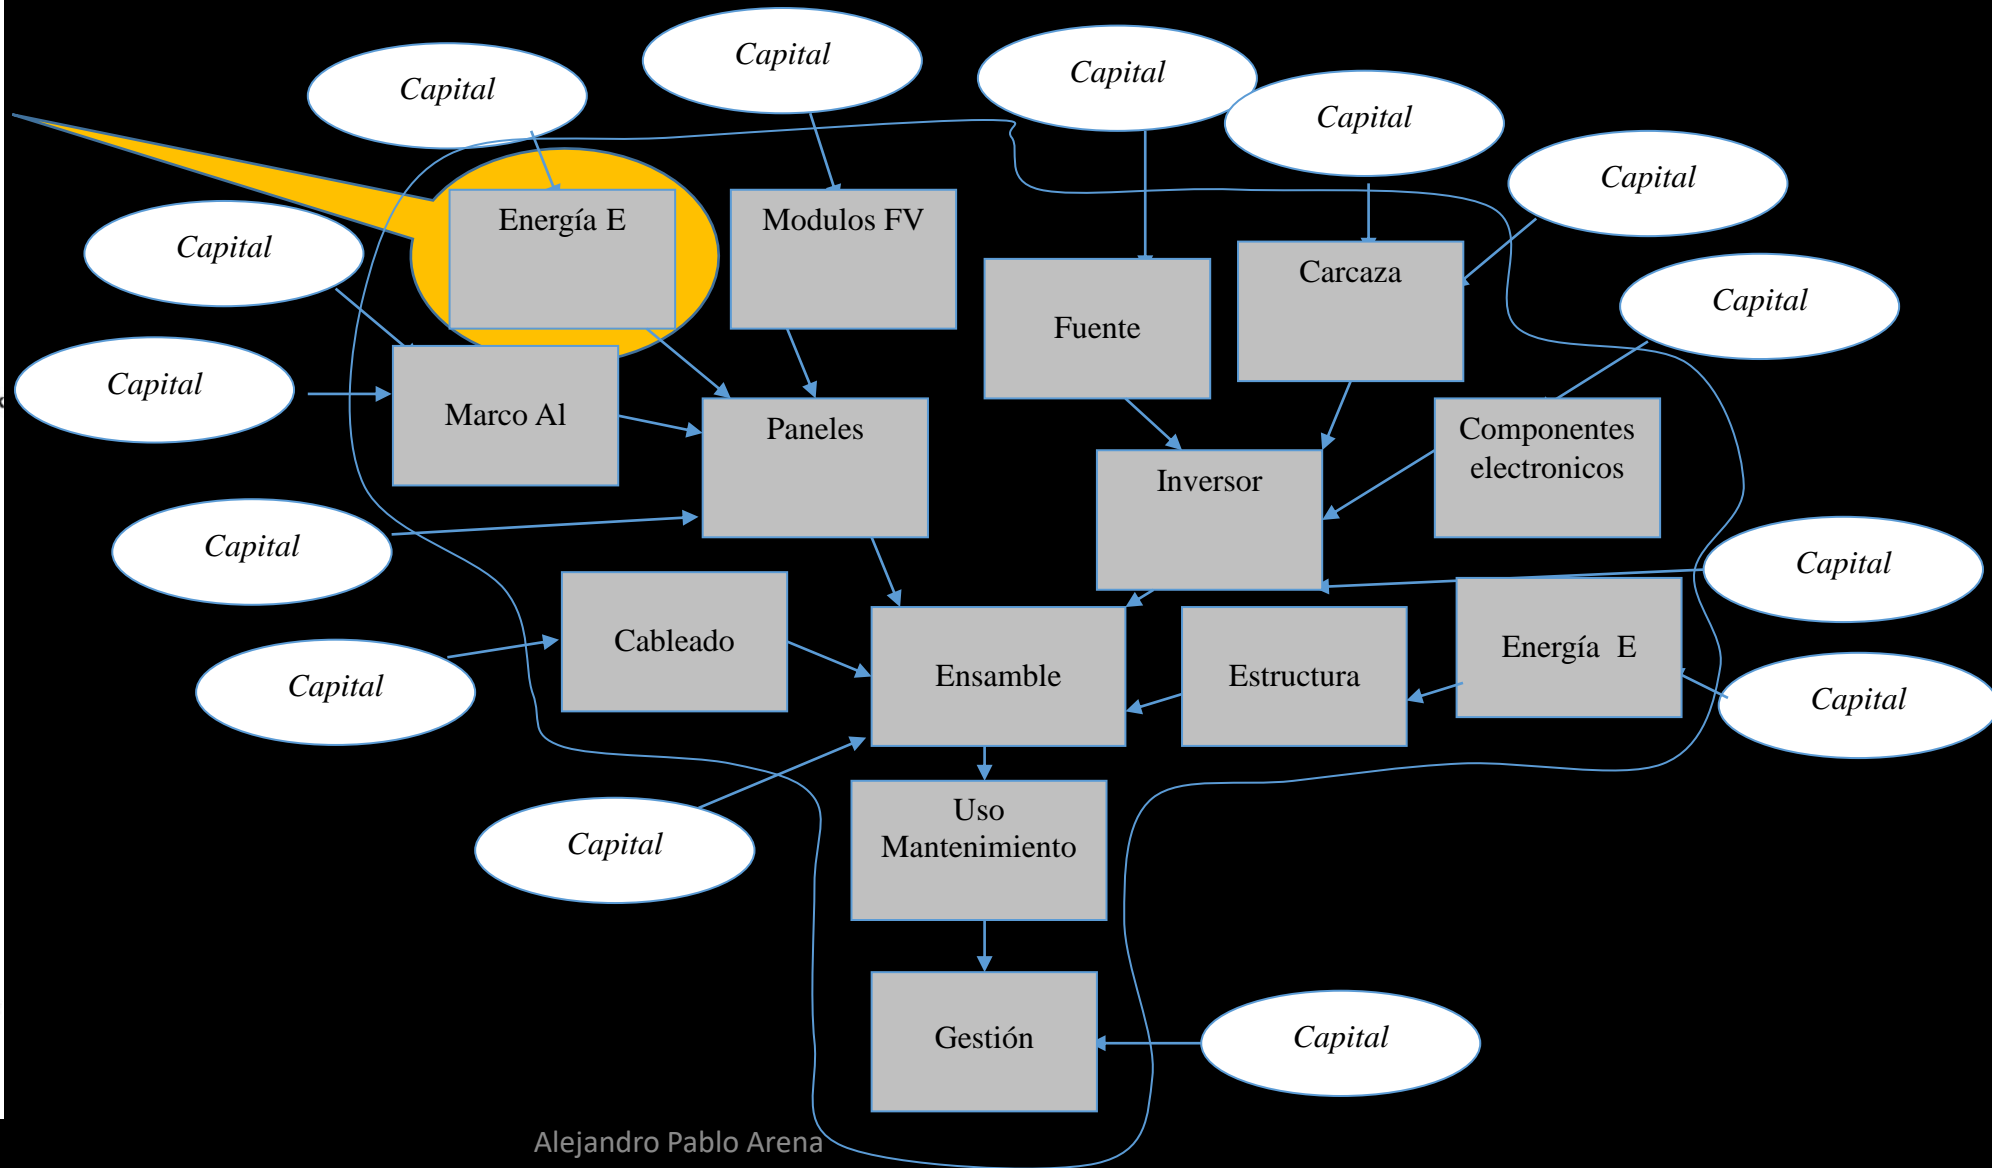 Capital
Capital
Capital
Capital
Capital
Energía E
Modulos FV
Capital
Carcaza
Capital
Fuente
Capital
Marco Al
Paneles
Componentes
electronicos
Inversor
Capital
Capital
Cableado
Ensamble
Estructura
Energía  E
Capital
Capital
Uso
Mantenimiento
Capital
Gestión
Capital
Alejandro Pablo Arena